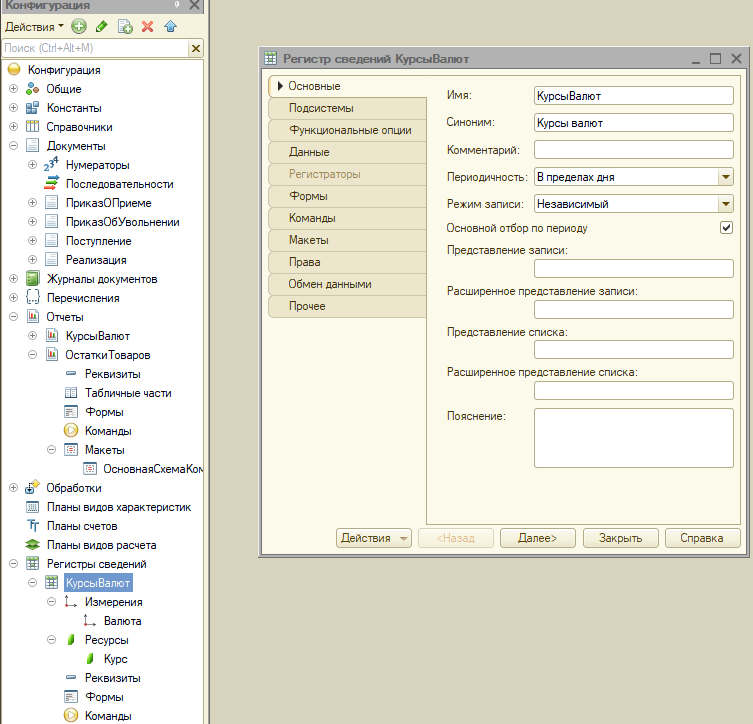 Конфигурация
Действия
Поиск (Ctrl+Alt+M)
Конфигурация
Общие
Константы
Справочники
Документы
Нумераторы
Последовательности
ПриказОПриеме
ПриказОбУвольнении
Поступление
Реализация
Журналы документов
Перечисления
Отчеты
КурсыВалют
ОстаткиТоваров
Реквизиты
Табличные части
Формы
Команды
Макеты
ОсновнаяСхемаКом
Обработки
Планы видов характеристик
Планы счетов
Планы видов расчета
Регистры сведений
КурсыВалют
Измерения
Валюта
Ресурсы
Курс
Реквизиты
Формы
Команды
Регистр сведений КурсыВалют
Основные
Подсистемы
Функциональные опции
Данные
Регистраторы
Формы
Команды
Макеты
Права
Обмен данными
Прочее
Имя: КурсыВалют
Синоним: Курсы валют
Комментарий:
Периодичность: В пределах дня
Режим записи: Независимый
Основной отбор по периоду
Представление записи:
Расширенное представление записи:
Представление списка:
Расширенное представление списка:
Пояснение:
Действия <Назад Далее> Закрыть Справка